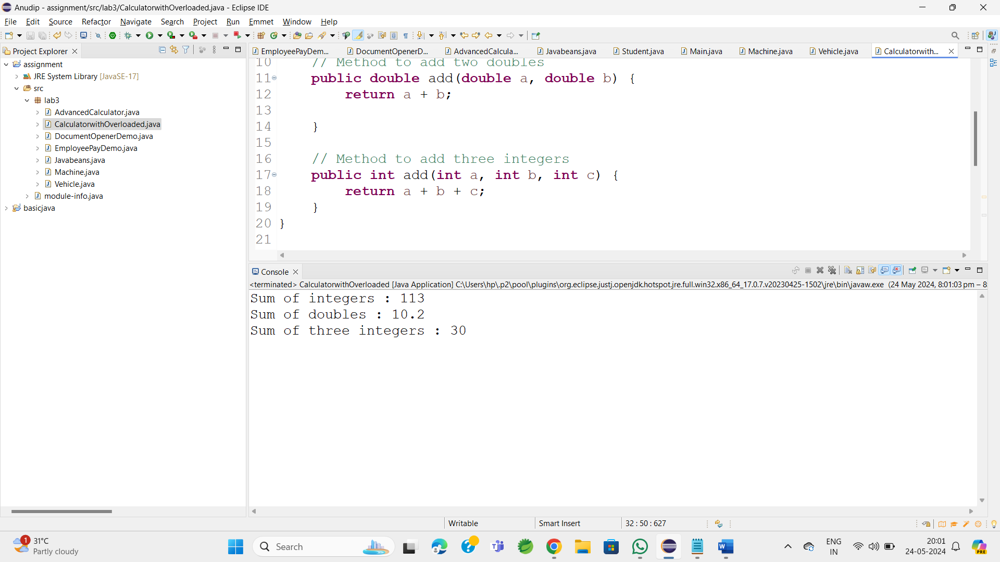 Anudip - assignment/src/lab3/CalculatorwithOverloaded.java - Eclipse IDE
File Edit Source Refactor Navigate Search Project Run Emmet Window Help
Project Explorer
assignment
JRE System Library [JavaSE-17]
src
lab3
AdvancedCalculator.java
CalculatorwithOverloaded.java
DocumentOpenerDemo.java
EmployeePayDemo.java
Javabeans.java
Machine.java
Vehicle.java
module-info.java
basicjava
EmployeePayDem... DocumentOpenerD... AdvancedCalcula... Javabeans.java Student.java Main.java Machine.java Vehicle.java Calculatorwith...
10 // Method to add two doubles
11 public double add(double a, double b) {
12 return a + b;
13
14 }
15
16 // Method to add three integers
17 public int add(int a, int b, int c) {
18 return a + b + c;
19 }
20 }
21
Console
<terminated> CalculatorwithOverloaded [Java Application] C:\Users\hp\.p2\pool\plugins\org.eclipse.justj.openjdk.hotspot.jre.full.win32.x86_64_17.0.7.v20230425-1502\jre\bin\javaw.exe (24 May 2024, 8:01:03 pm – 8
Sum of integers : 113
Sum of doubles : 10.2
Sum of three integers : 30
Writable Smart Insert 32 : 50 : 627
1
31°C
Partly cloudy
Search
ENG
IN
20:01
24-05-2024
PRE